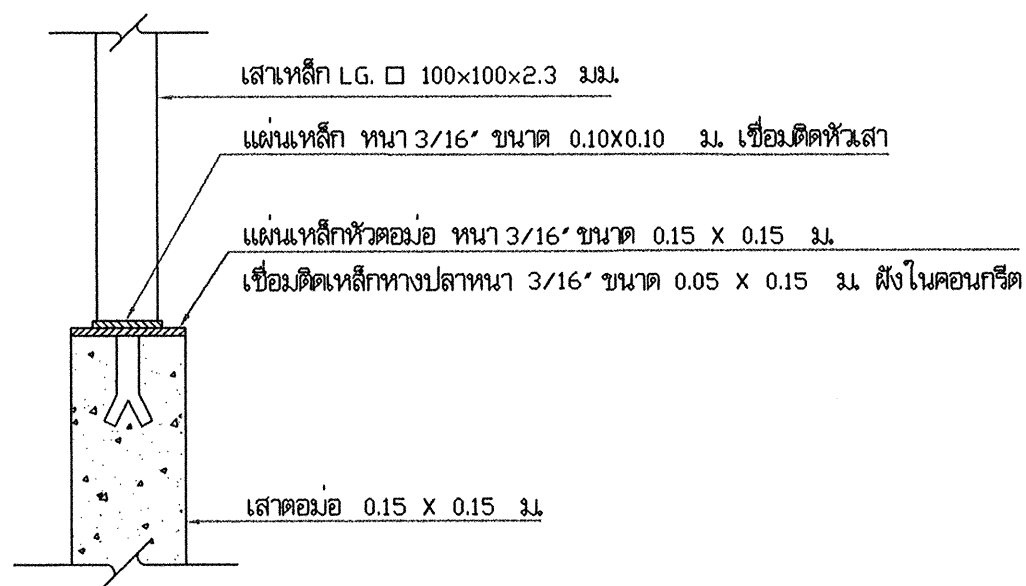 เสาเหล็ก LG. □ 100x100x2.3 มม.
แผ่นเหล็ก หนา 3/16" ขนาด 0.10X0.10 ม. เชื่อมติดหัวเสา
แผ่นเหล็กหัวตอม่อ หนา 3/16" ขนาด 0.15 X 0.15 ม.
เชื่อมติดเหล็กหางปลาหนา 3/16" ขนาด 0.05 X 0.15 ม. ฝังในคอนกรีต
เสาตอม่อ 0.15 X 0.15 ม.